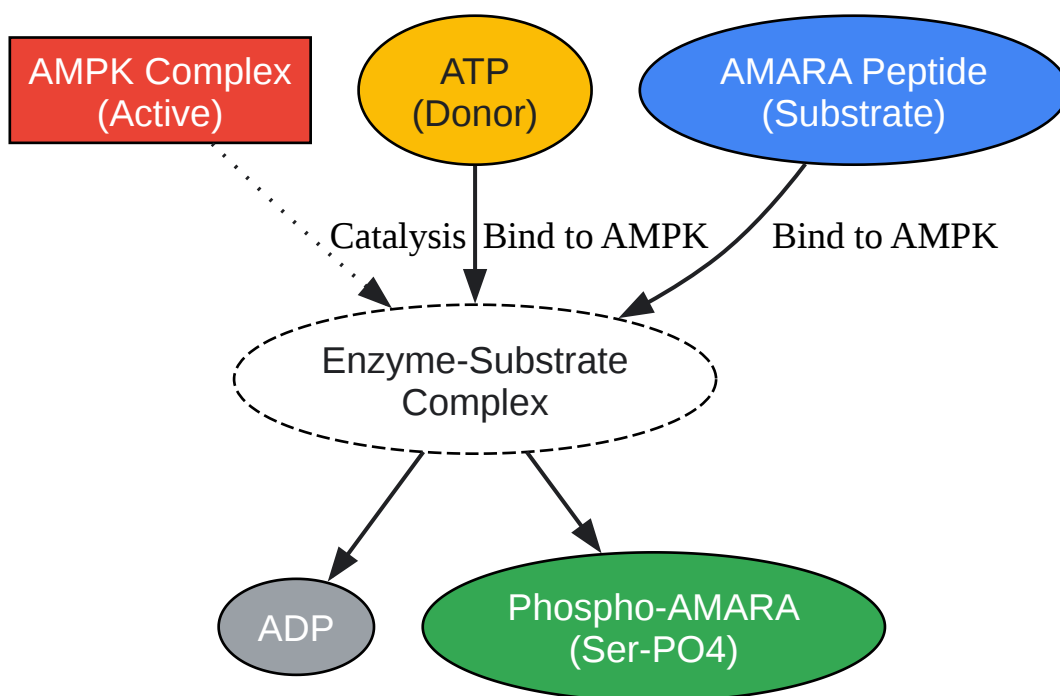 AMPK Complex
(Active)
ATP
(Donor)
AMARA Peptide
(Substrate)
Catalysis
Bind to AMPK
Bind to AMPK
Enzyme-Substrate
Complex
ADP
Phospho-AMARA
(Ser-PO4)